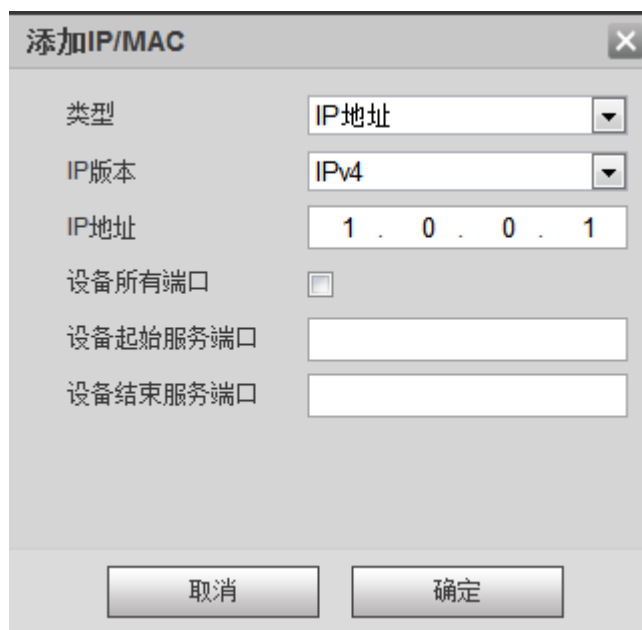 添加IP/MAC
类型 IP地址
IP版本 IPv4
IP地址 1 . 0 . 0 . 1
设备所有端口
设备起始服务端口
设备结束服务端口
取消 确定